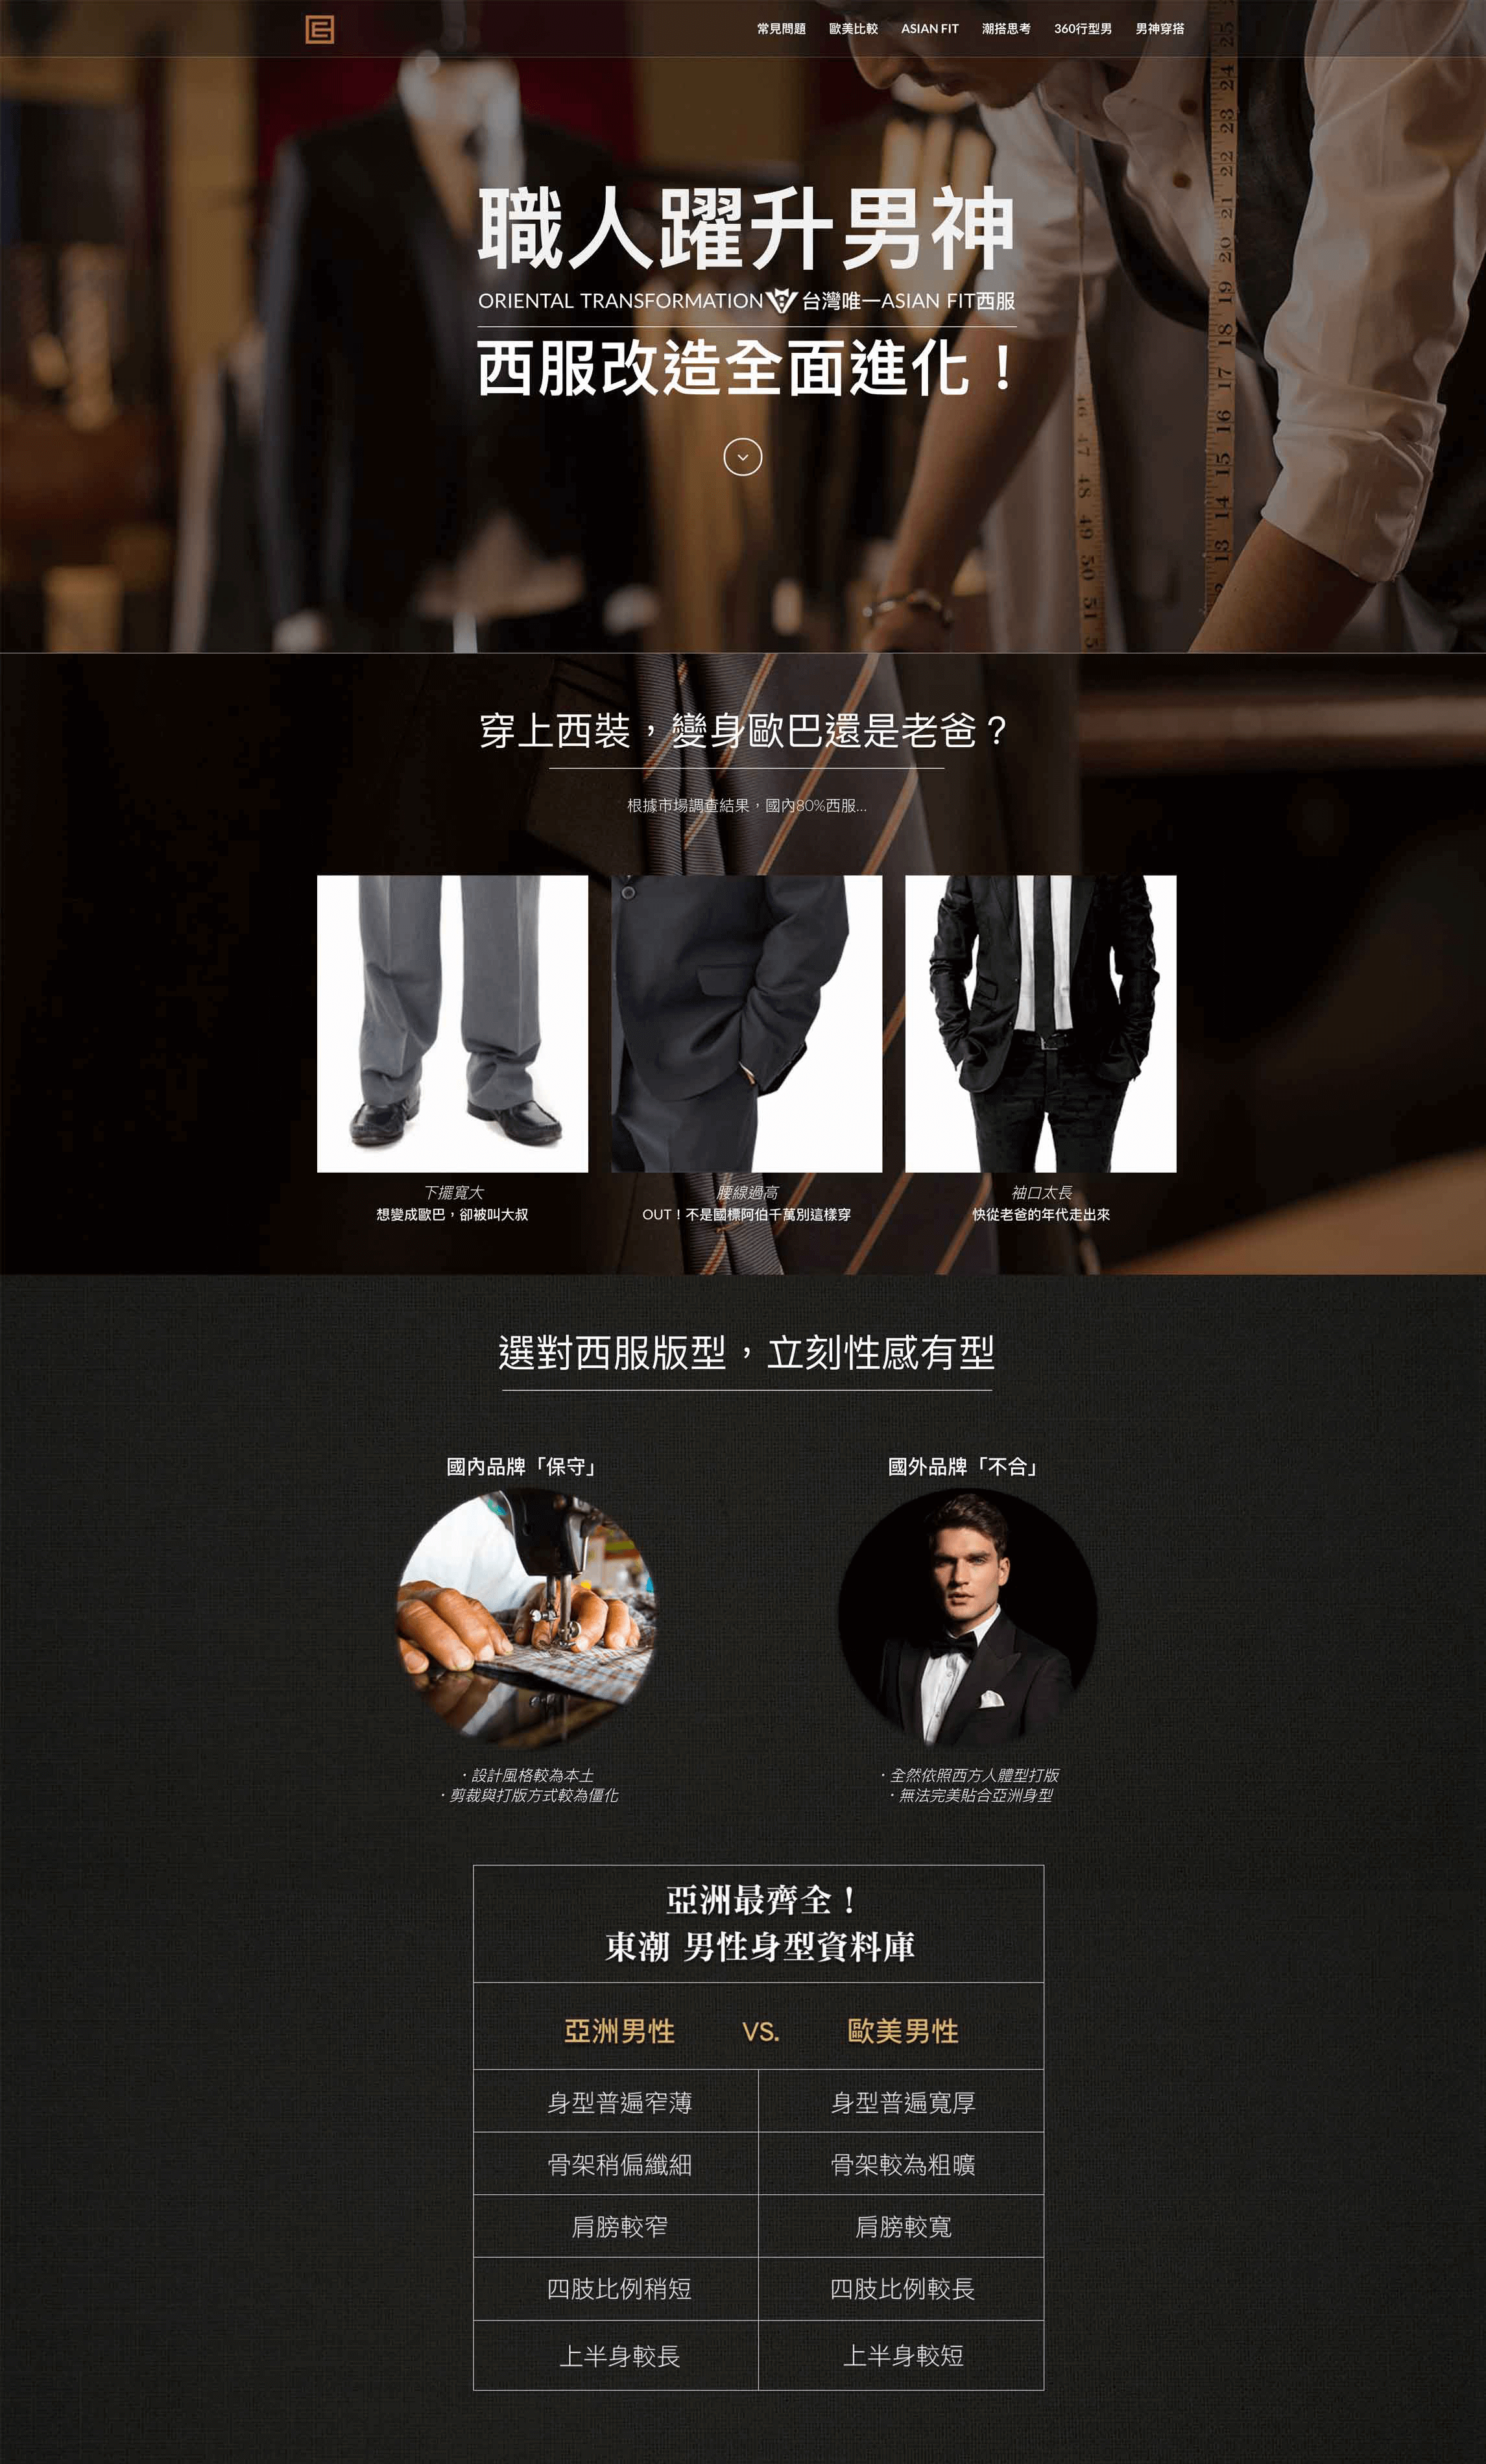 常見問題 歐美比較 ASIAN FIT 潮搭思考 360行型男 男神穿搭
職人躍升男神
ORIENTAL TRANSFORMATION 台灣唯一ASIAN FIT西服
西服改造全面進化！
穿上西裝，變身歐巴還是老爸？
根據市場調查結果，國內80%西服...
下擺寬大
想變成歐巴，卻被叫大叔
腰線過高
OUT！不是國標阿伯千萬別這樣穿
袖口太長
快從老爸的年代走出來
選對西服版型，立刻性感有型
國內品牌「保守」
國外品牌「不合」
・設計風格較為本土
・剪裁與打版方式較為僵化
・全然依照西方人體型打版
・無法完美貼合亞洲身型
亞洲最齊全！
東潮 男性身型資料庫
亞洲男性 VS. 歐美男性
身型普遍窄薄 身型普遍寬厚
骨架稍偏纖細 骨架較為粗曠
肩膀較窄 肩膀較寬
四肢比例稍短 四肢比例較長
上半身較長 上半身較短